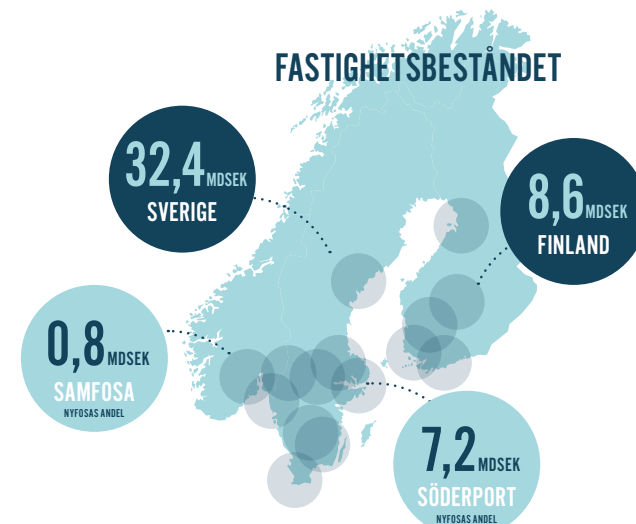 FASTIGHETSBESTÅNDET
32,4 MDSEK
SVERIGE
8,6 MDSEK
FINLAND
0,8 MDSEK
SAMFOSA
NYFOSAS ANDEL
7,2 MDSEK
SÖDERPORT
NYFOSAS ANDEL